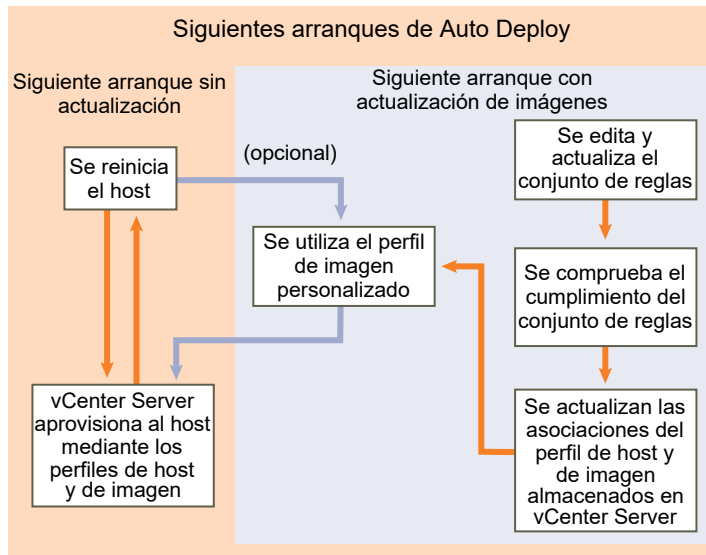 Siguientes arranques de Auto Deploy
Siguiente arranque sin
actualización
Siguiente arranque con
actualización de imágenes
Se reinicia
el host
(opcional)
Se utiliza el perfil
de imagen
personalizado
vCenter Server
aprovisiona al host
mediante los
perfiles de host
y de imagen
Se edita y
actualiza el
conjunto de reglas
Se comprueba el
cumplimiento del
conjunto de reglas
Se actualizan las
asociaciones del
perfil de host y
de imagen
almacenados en
vCenter Server